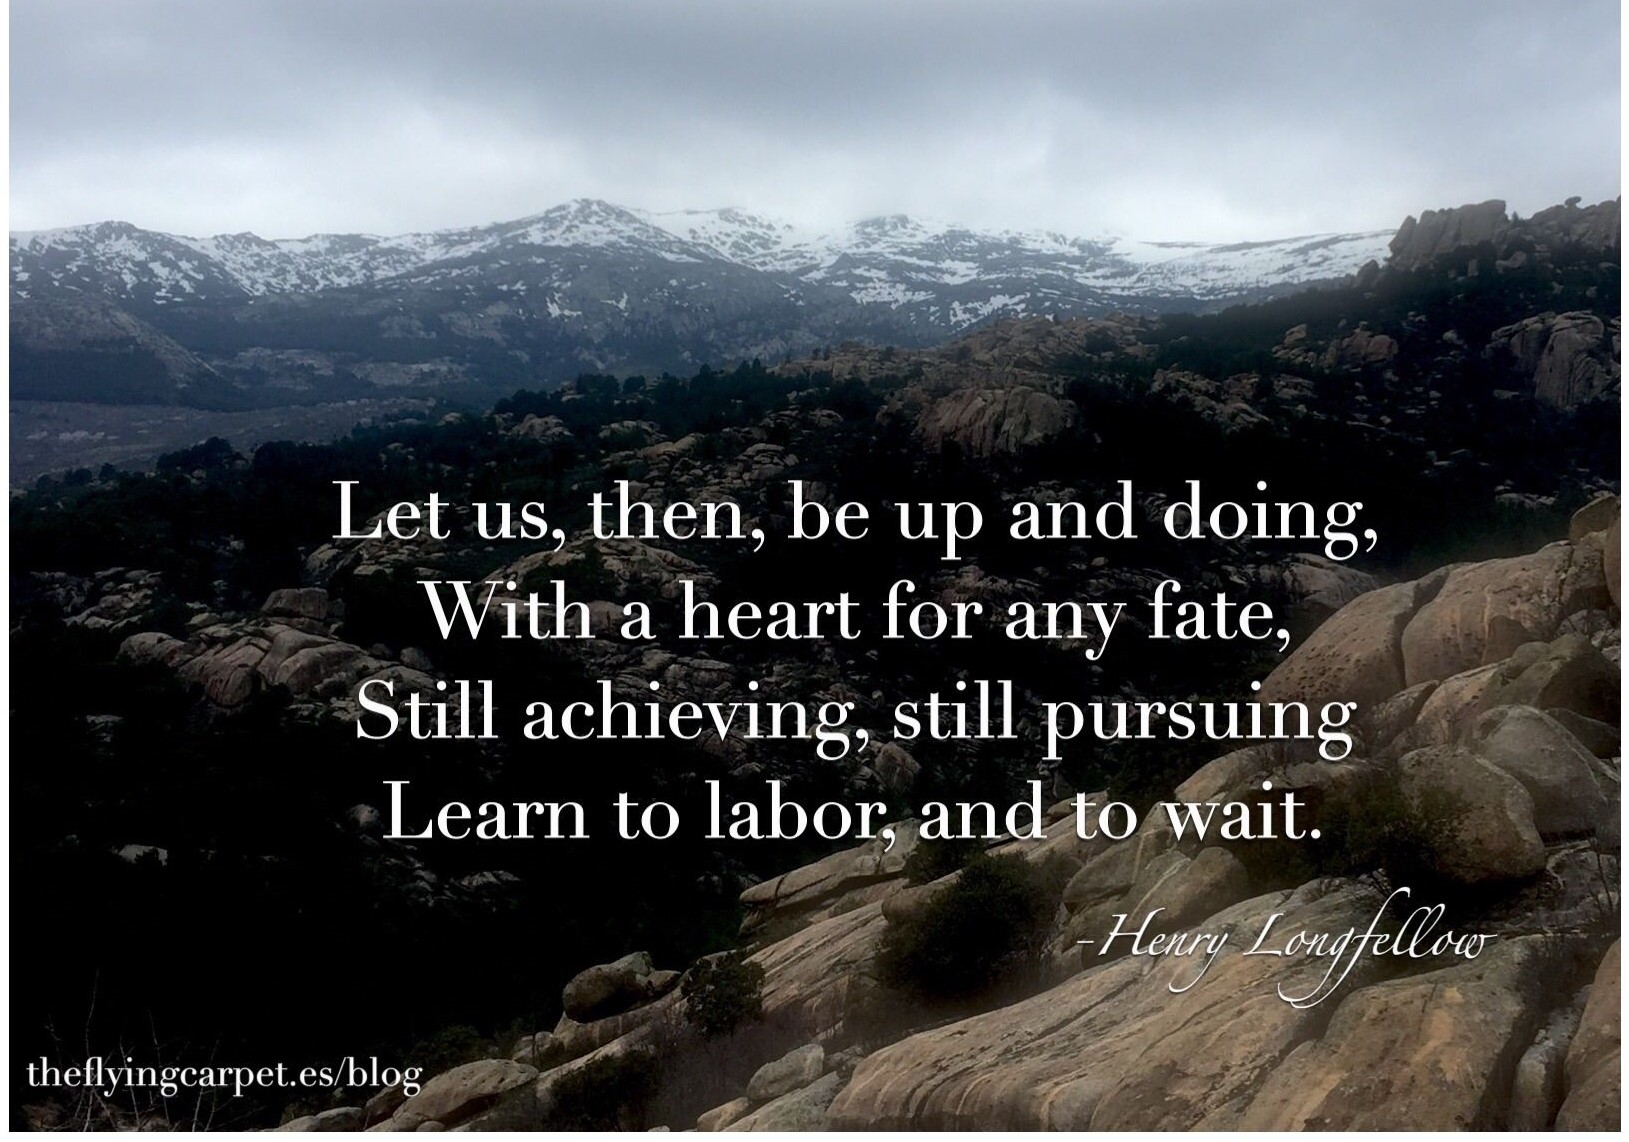 Let us, then, be up and doing,
With a heart for any fate,
Still achieving, still pursuing
Learn to labor, and to wait.
-Henry Longfellow
theflyingcarpet.es/blog